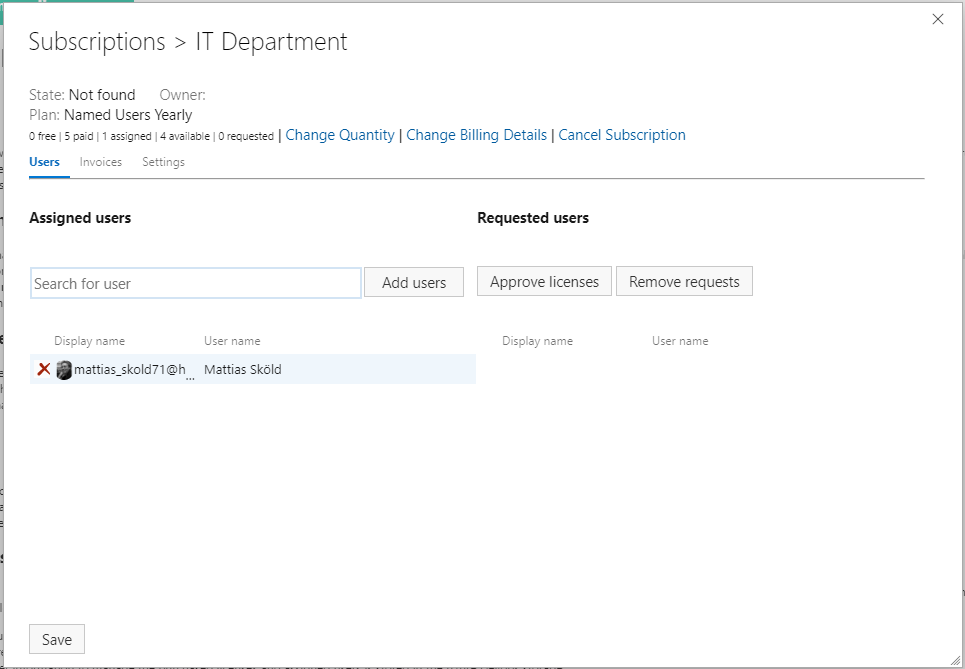 Subscriptions > IT Department
State: Not found Owner:
Plan: Named Users Yearly
0 free | 5 paid | 1 assigned | 4 available | 0 requested | Change Quantity | Change Billing Details | Cancel Subscription
Users Invoices Settings
Assigned users Requested users
Search for user Add users Approve licenses Remove requests
Display name User name Display name User name
mattias_skold71@h... Mattias Sköld
Save